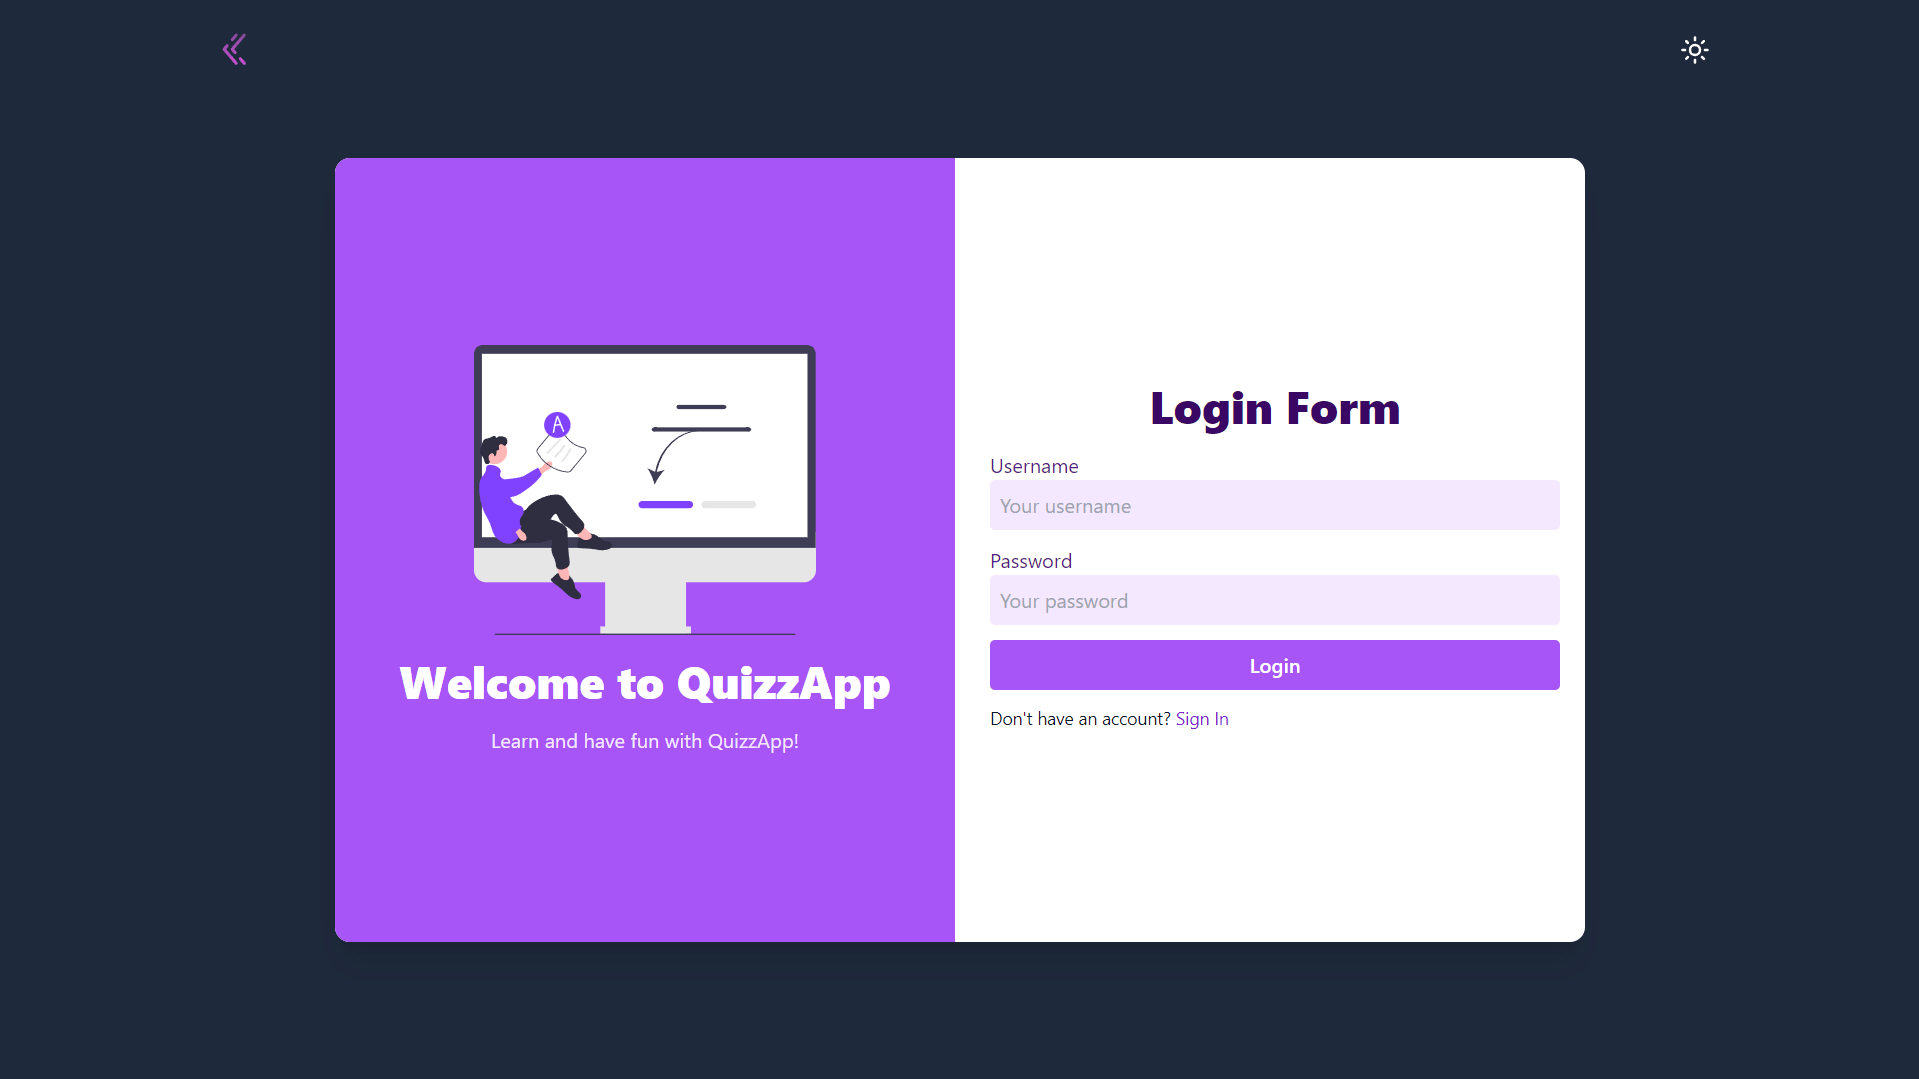 A
Welcome to QuizzApp
Learn and have fun with QuizzApp!
Login Form
Username
Your username
Password
Your password
Login
Don't have an account? Sign In